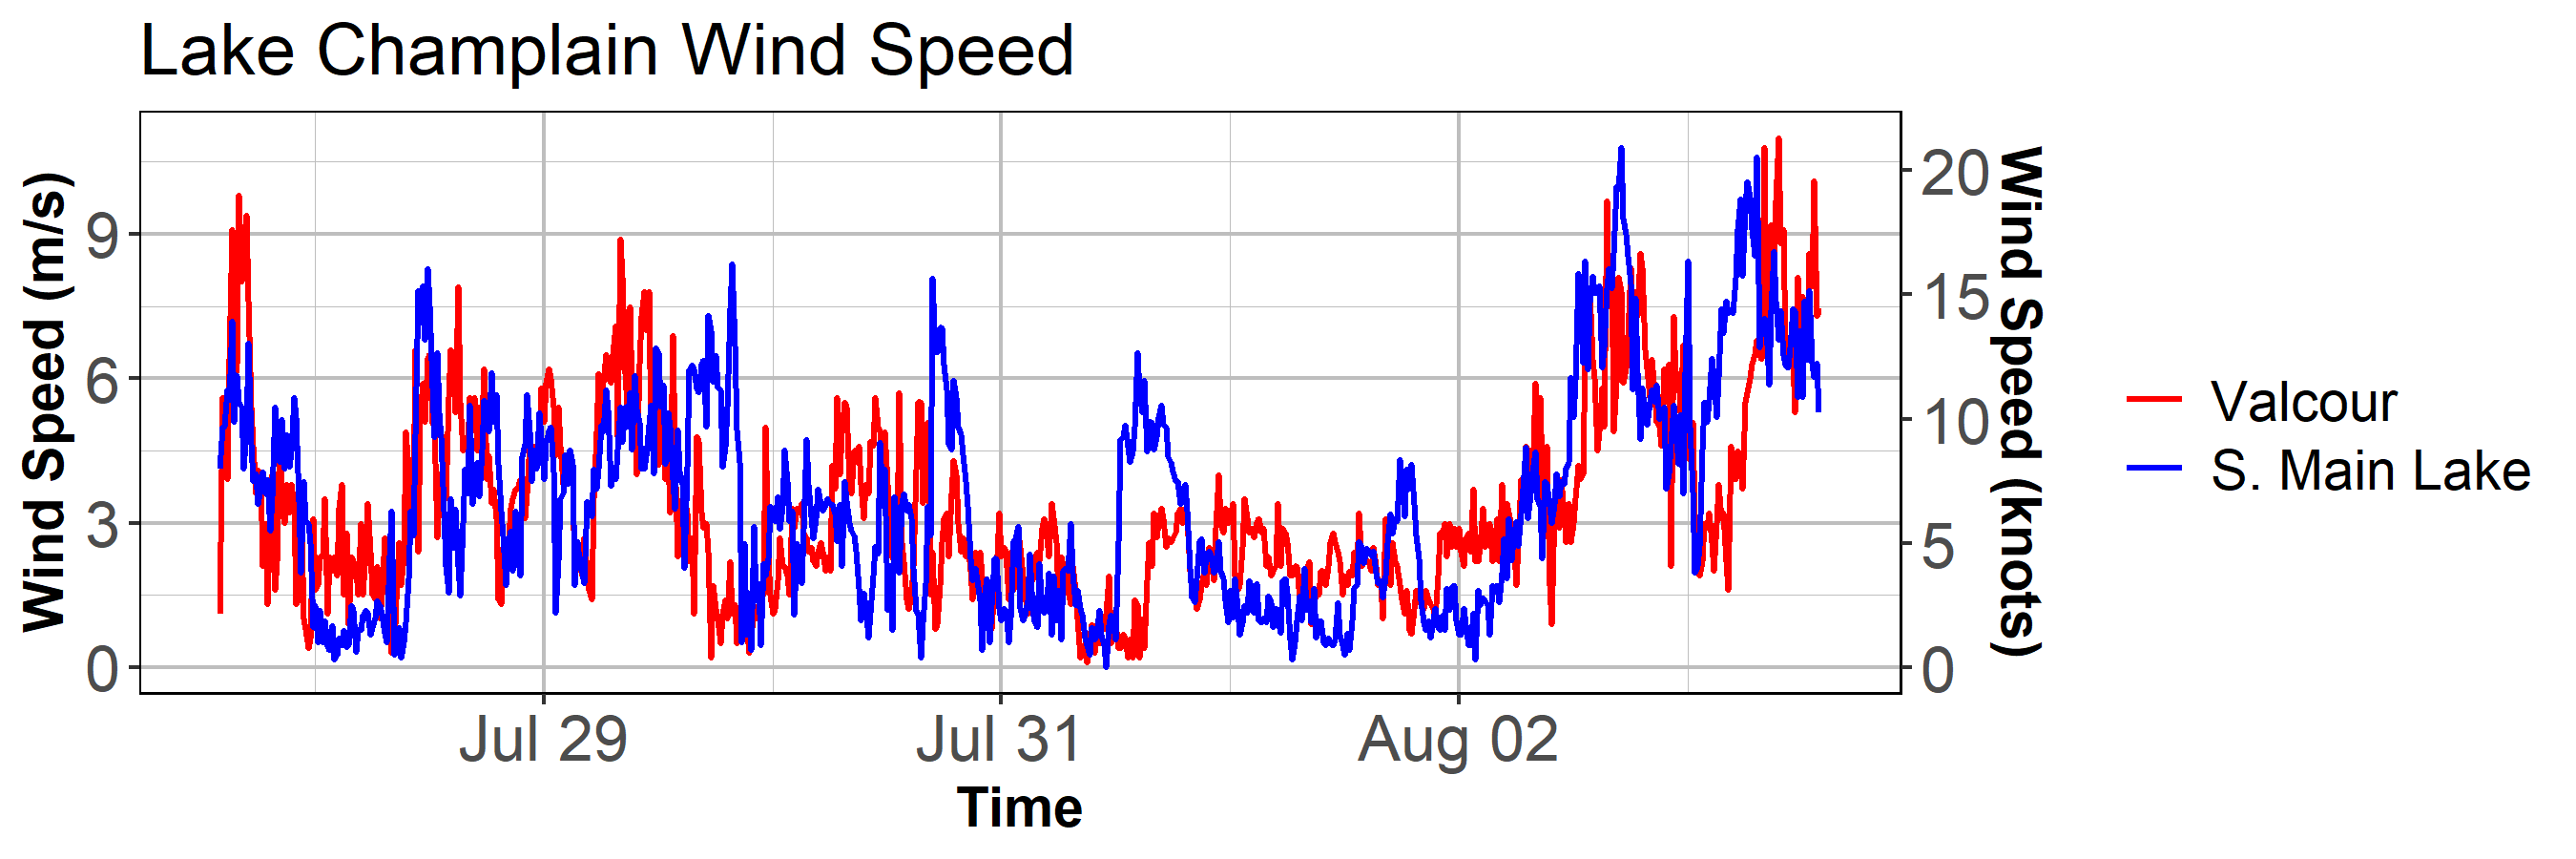 Lake Champlain Wind Speed
Wind Speed (m/s)
9
6
3
0
20
15
10
5
0
Wind Speed (knots)
Jul 29
Jul 31
Aug 02
Time
Valcour
S. Main Lake